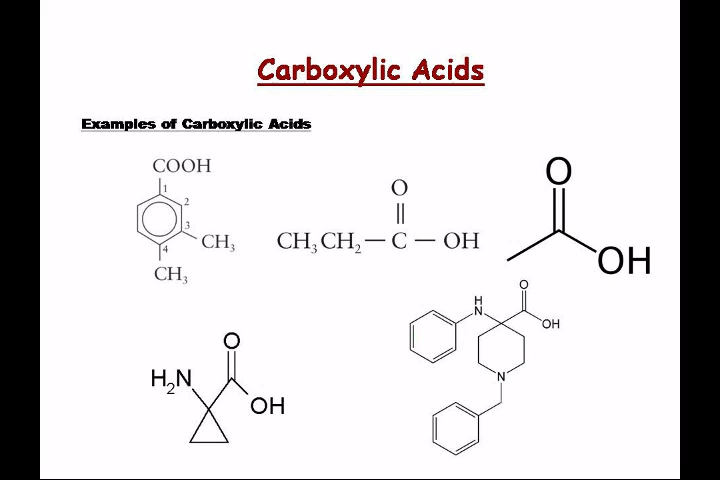 Carboxylic Acids
Examples of Carboxylic Acids
COOH
1
2
3
4
CH3
CH3
O
CH3CH2—C—OH
O
OH
H2N
O
OH
H
N
O
OH
N